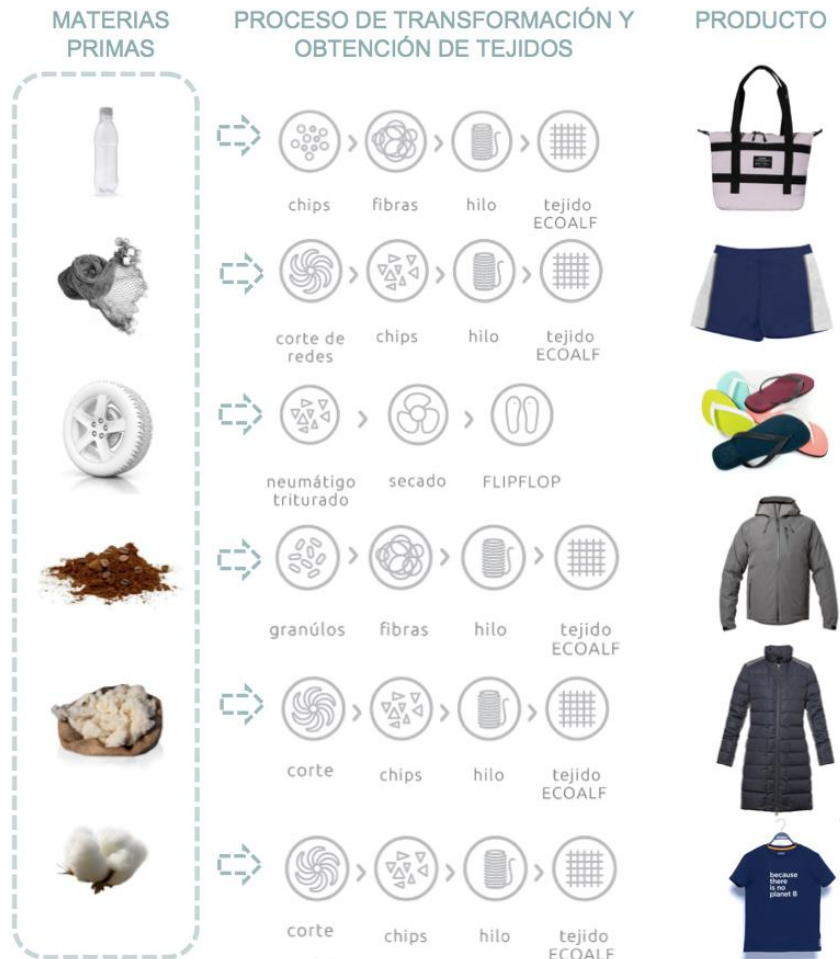 MATERIAS
PRIMAS
PROCESO DE TRANSFORMACIÓN Y
OBTENCIÓN DE TEJIDOS
PRODUCTO
chips
fibras
hilo
tejido
ECOALF
corte de
redes
chips
hilo
tejido
ECOALF
neumátigo
triturado
secado
FLIPFLOP
granúlos
fibras
hilo
tejido
ECOALF
corte
chips
hilo
tejido
ECOALF
because
there
is no
planet B
corte
chips
hilo
tejido
ECOALF